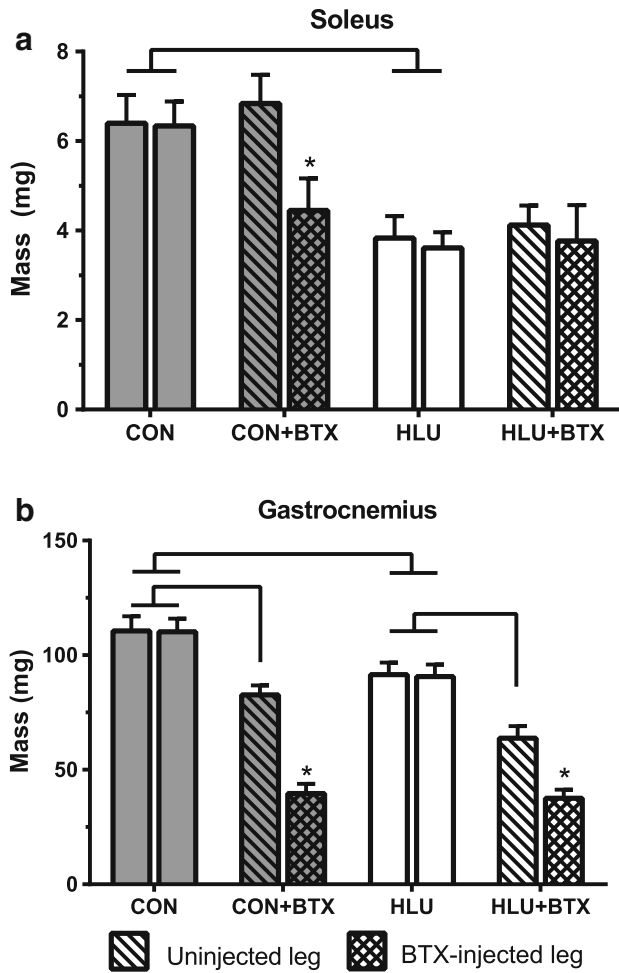 a
Soleus
8
6
4
2
0
Mass (mg)
*
CON CON+BTX HLU HLU+BTX
b
Gastrocnemius
150
100
50
0
Mass (mg)
* *
CON CON+BTX HLU HLU+BTX
Uninjected leg BTX-injected leg